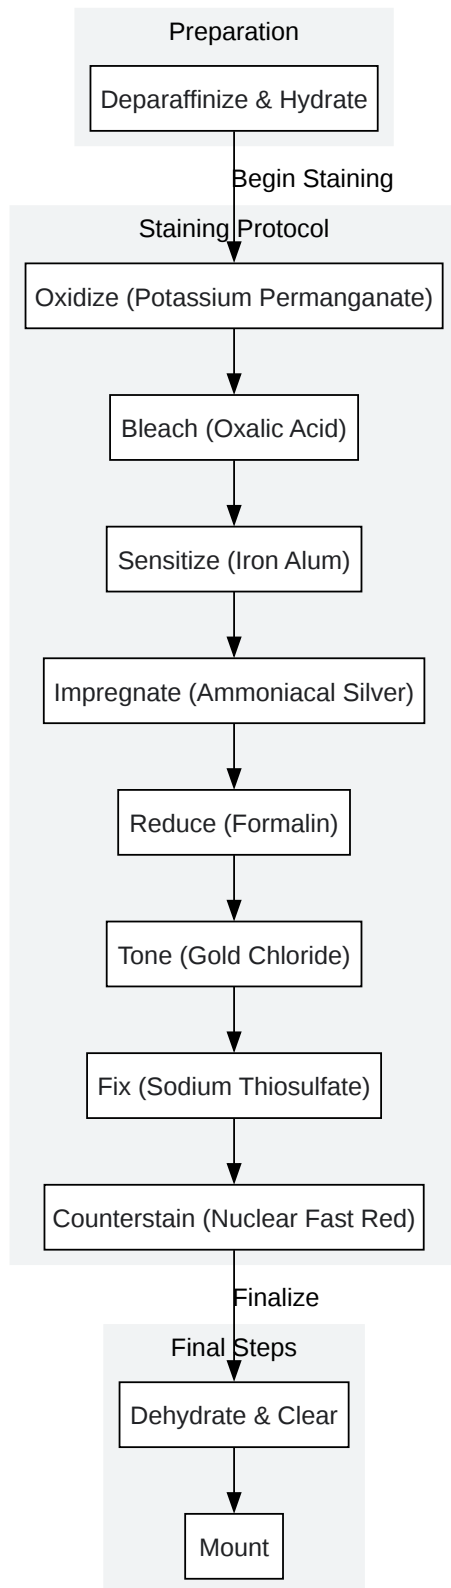 Preparation
Deparaffinize & Hydrate
Begin Staining
Staining Protocol
Oxidize (Potassium Permanganate)
Bleach (Oxalic Acid)
Sensitize (Iron Alum)
Impregnate (Ammoniacal Silver)
Reduce (Formalin)
Tone (Gold Chloride)
Fix (Sodium Thiosulfate)
Counterstain (Nuclear Fast Red)
Finalize
Final Steps
Dehydrate & Clear
Mount